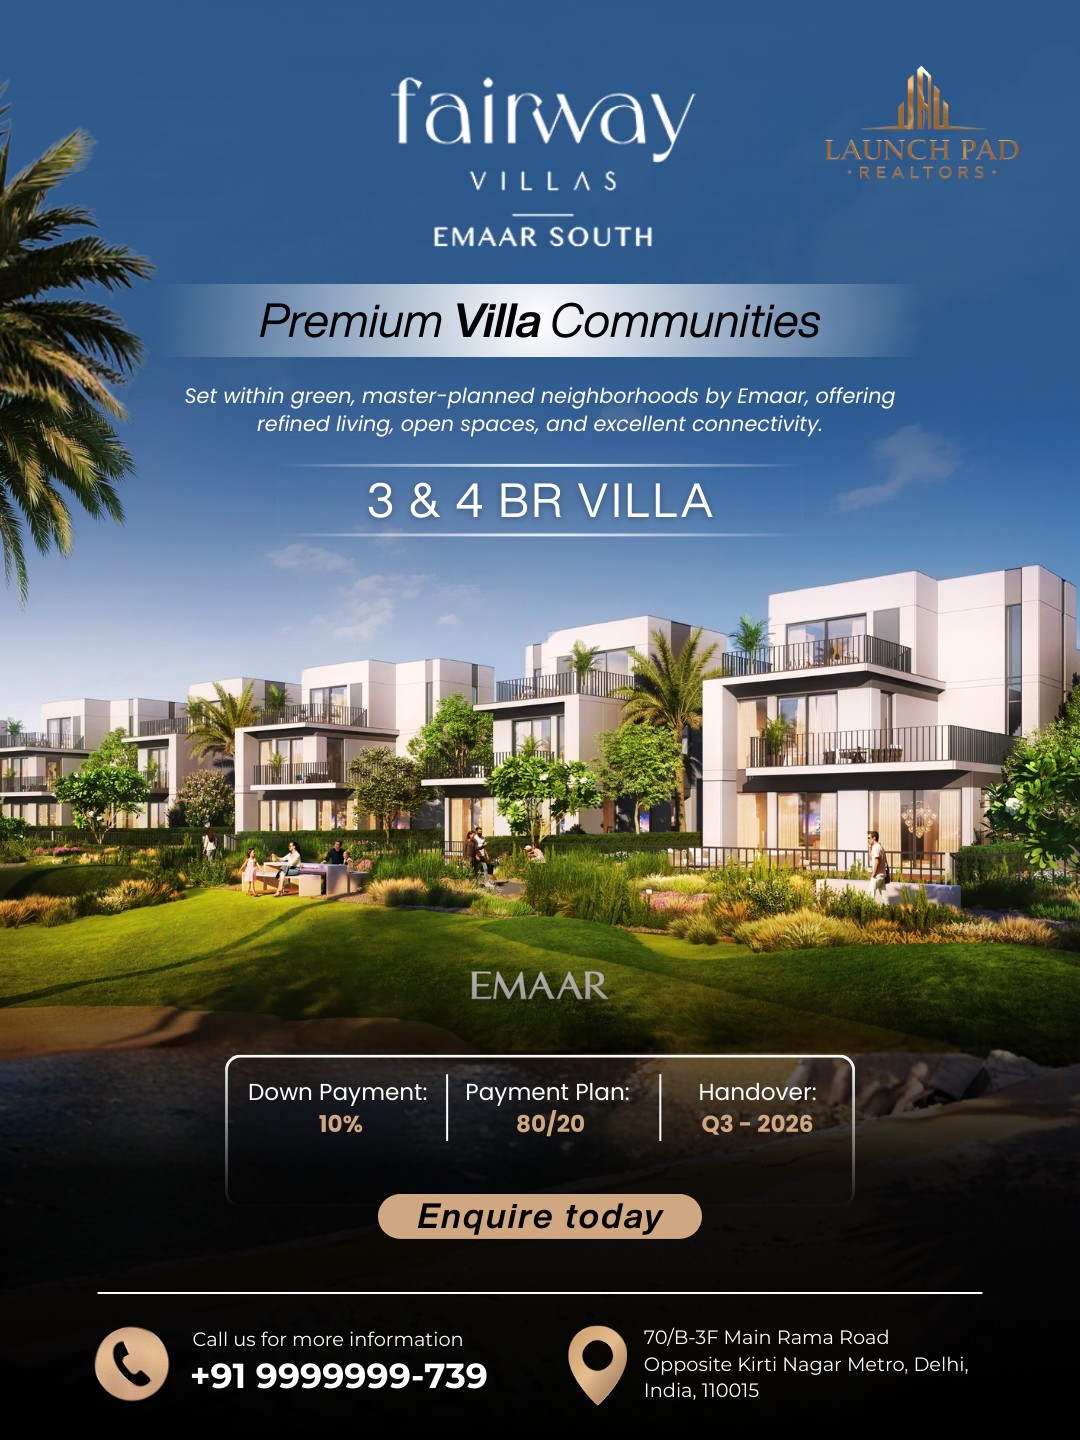 fairway
VILLAS
EMAAR SOUTH
LAUNCH PAD
·REALTORS·
Premium Villa Communities
Set within green, master-planned neighborhoods by Emaar, offering
refined living, open spaces, and excellent connectivity.
3 & 4 BR VILLA
EMAAR
Down Payment:
10%
Payment Plan:
80/20
Handover:
Q3 - 2026
Enquire today
Call us for more information
+91 9999999-739
70/B-3F Main Rama Road
Opposite Kirti Nagar Metro, Delhi,
India, 110015